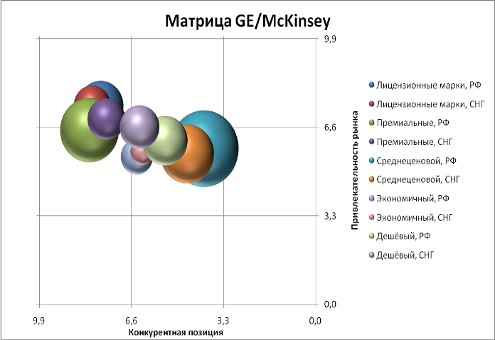 Матрица GE/McKinsey
9,9
6,6
3,3
0,0
Привлекательность рынка
9,9
6,6
3,3
0,0
Конкурентная позиция
Лицензионные марки, РФ
Лицензионные марки, СНГ
Премиальные, РФ
Премиальные, СНГ
Среднеценовой, РФ
Среднеценовой, СНГ
Экономичный, РФ
Экономичный, СНГ
Дешёвый, РФ
Дешёвый, СНГ